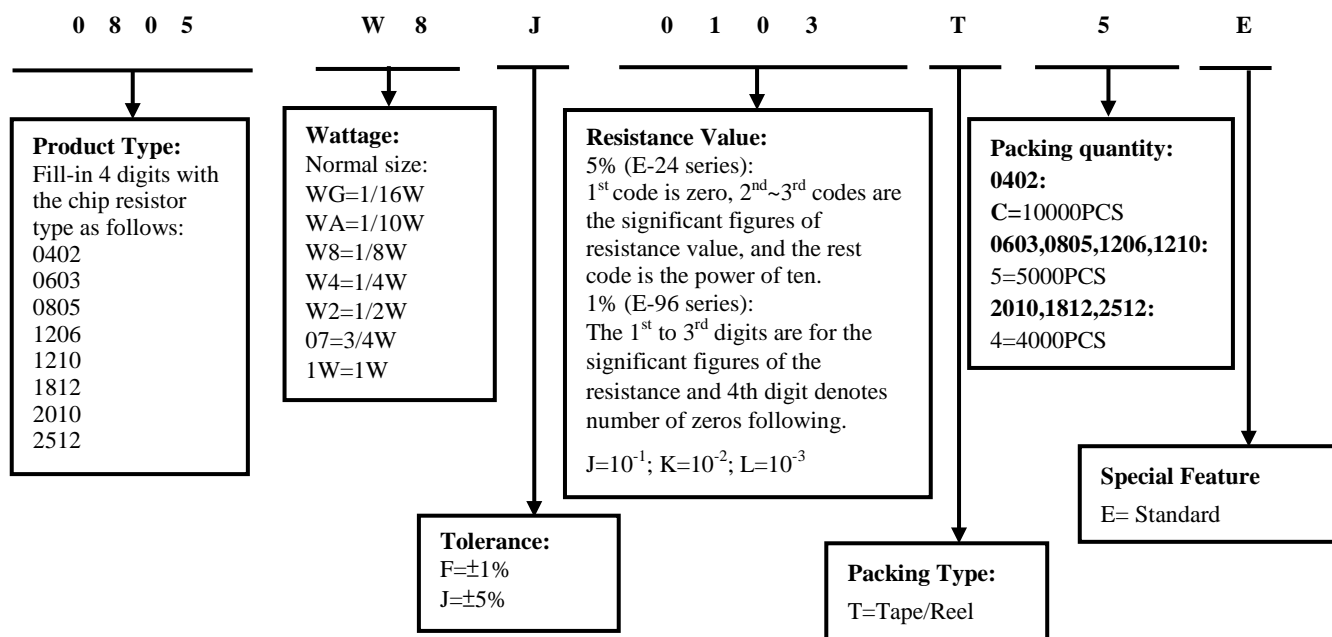 0 8 0 5 W 8 J 0 1 0 3 T 5 E
Product Type:
Fill-in 4 digits with
the chip resistor
type as follows:
0402
0603
0805
1206
1210
1812
2010
2512
Wattage:
Normal size:
WG=1/16W
WA=1/10W
W8=1/8W
W4=1/4W
W2=1/2W
07=3/4W
1W=1W
Resistance Value:
5% (E-24 series):
1st code is zero, 2nd~3rd codes are
the significant figures of
resistance value, and the rest
code is the power of ten.
1% (E-96 series):
The 1st to 3rd digits are for the
significant figures of the
resistance and 4th digit denotes
number of zeros following.
J=10-1; K=10-2; L=10-3
Packing quantity:
0402:
C=10000PCS
0603,0805,1206,1210:
5=5000PCS
2010,1812,2512:
4=4000PCS
Tolerance:
F=±1%
J=±5%
Packing Type:
T=Tape/Reel
Special Feature
E= Standard